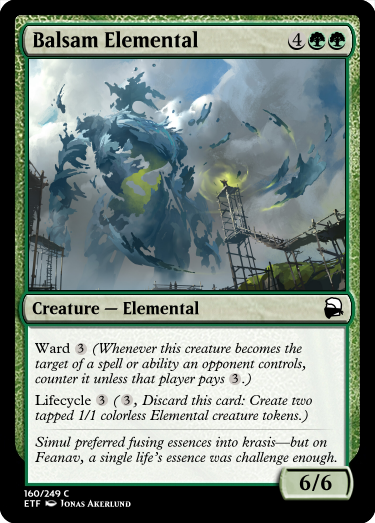 Balsam Elemental 4
Creature — Elemental
Ward 3 (Whenever this creature becomes the
target of a spell or ability an opponent controls,
counter it unless that player pays 3.)
Lifecycle 3 (3, Discard this card: Create two
tapped 1/1 colorless Elemental creature tokens.)
Simul preferred fusing essences into krasis—but on
Feanav, a single life's essence was challenge enough.
6/6
160/249 C
ETF Jonas Akerlund